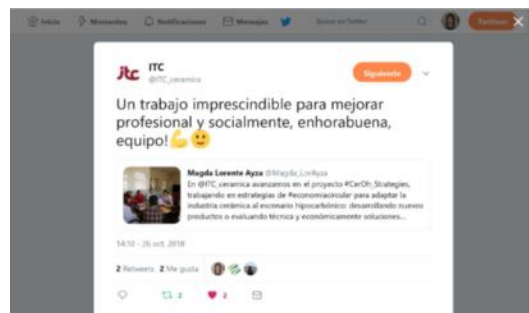 Inicio Momentos Notificaciones Mensajes Buscar en Twitter Twittear
itc ITC
@ITC_ceramica
Siguiendo
Un trabajo imprescindible para mejorar
profesional y socialmente, enhorabuena,
equipo!💪🙂
Magda Lorente Ayza @Magda_LorAyza
En @ITC_ceramica avanzamos en el proyecto #CerOh_Strategies,
trabajando en estrategias de #economiacircular para adaptar la
industria cerámica al escenario hipocarbónico: desarrollando nuevos
productos o evaluando técnica y económicamente soluciones...
14:10 - 26 oct. 2018
2 Retweets 2 Me gusta
2 2